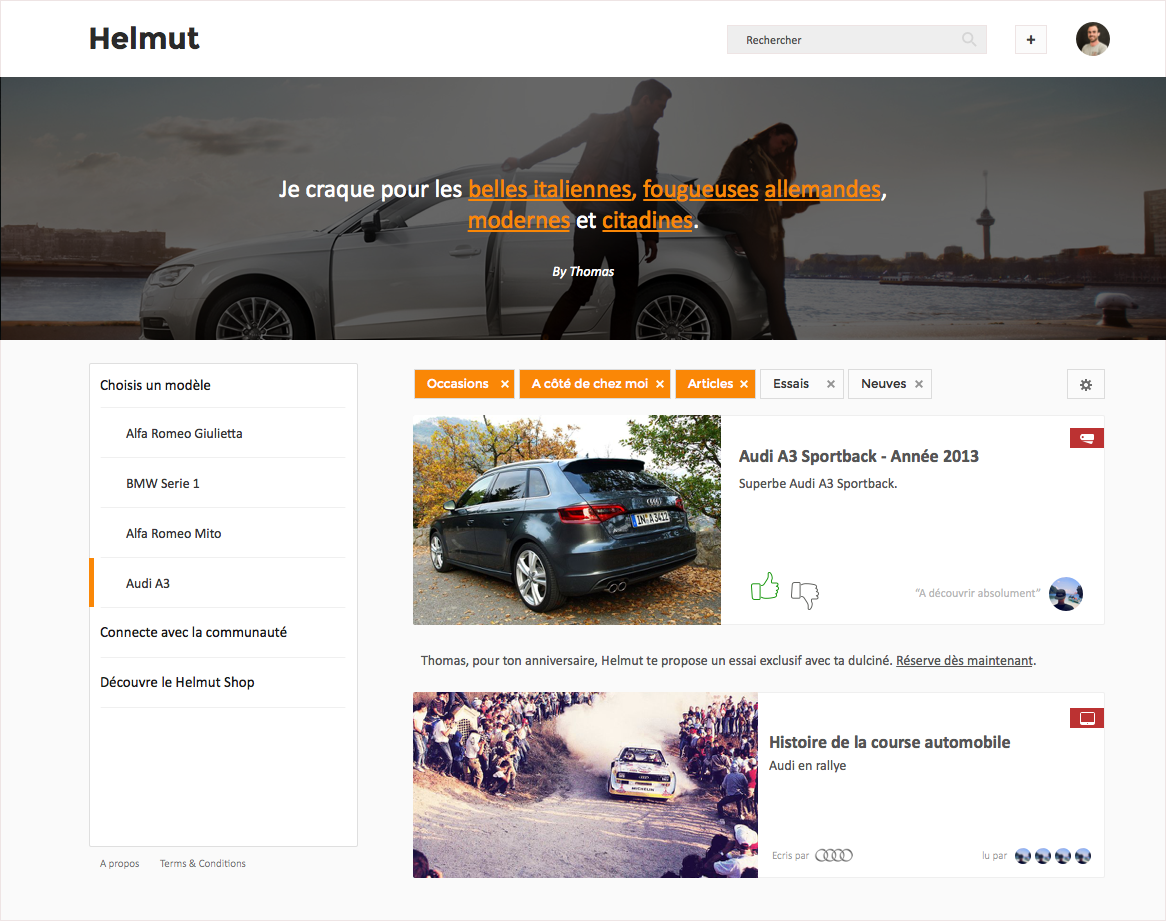 Helmut
Rechercher
+
Je craque pour les belles italiennes, fougueuses allemandes,
modernes et citadines.
By Thomas
Choisis un modèle
Alfa Romeo Giulietta
BMW Serie 1
Alfa Romeo Mito
Audi A3
Connecte avec la communauté
Découvre le Helmut Shop
A propos
Terms & Conditions
Occasions ×
A côté de chez moi ×
Articles ×
Essais ×
Neuves ×
IN A 3412
Audi A3 Sportback - Année 2013
Superbe Audi A3 Sportback.
“A découvrir absolument”
Thomas, pour ton anniversaire, Helmut te propose un essai exclusif avec ta dulciné. Réserve dès maintenant.
MICHELIN
Histoire de la course automobile
Audi en rallye
Ecris par
lu par